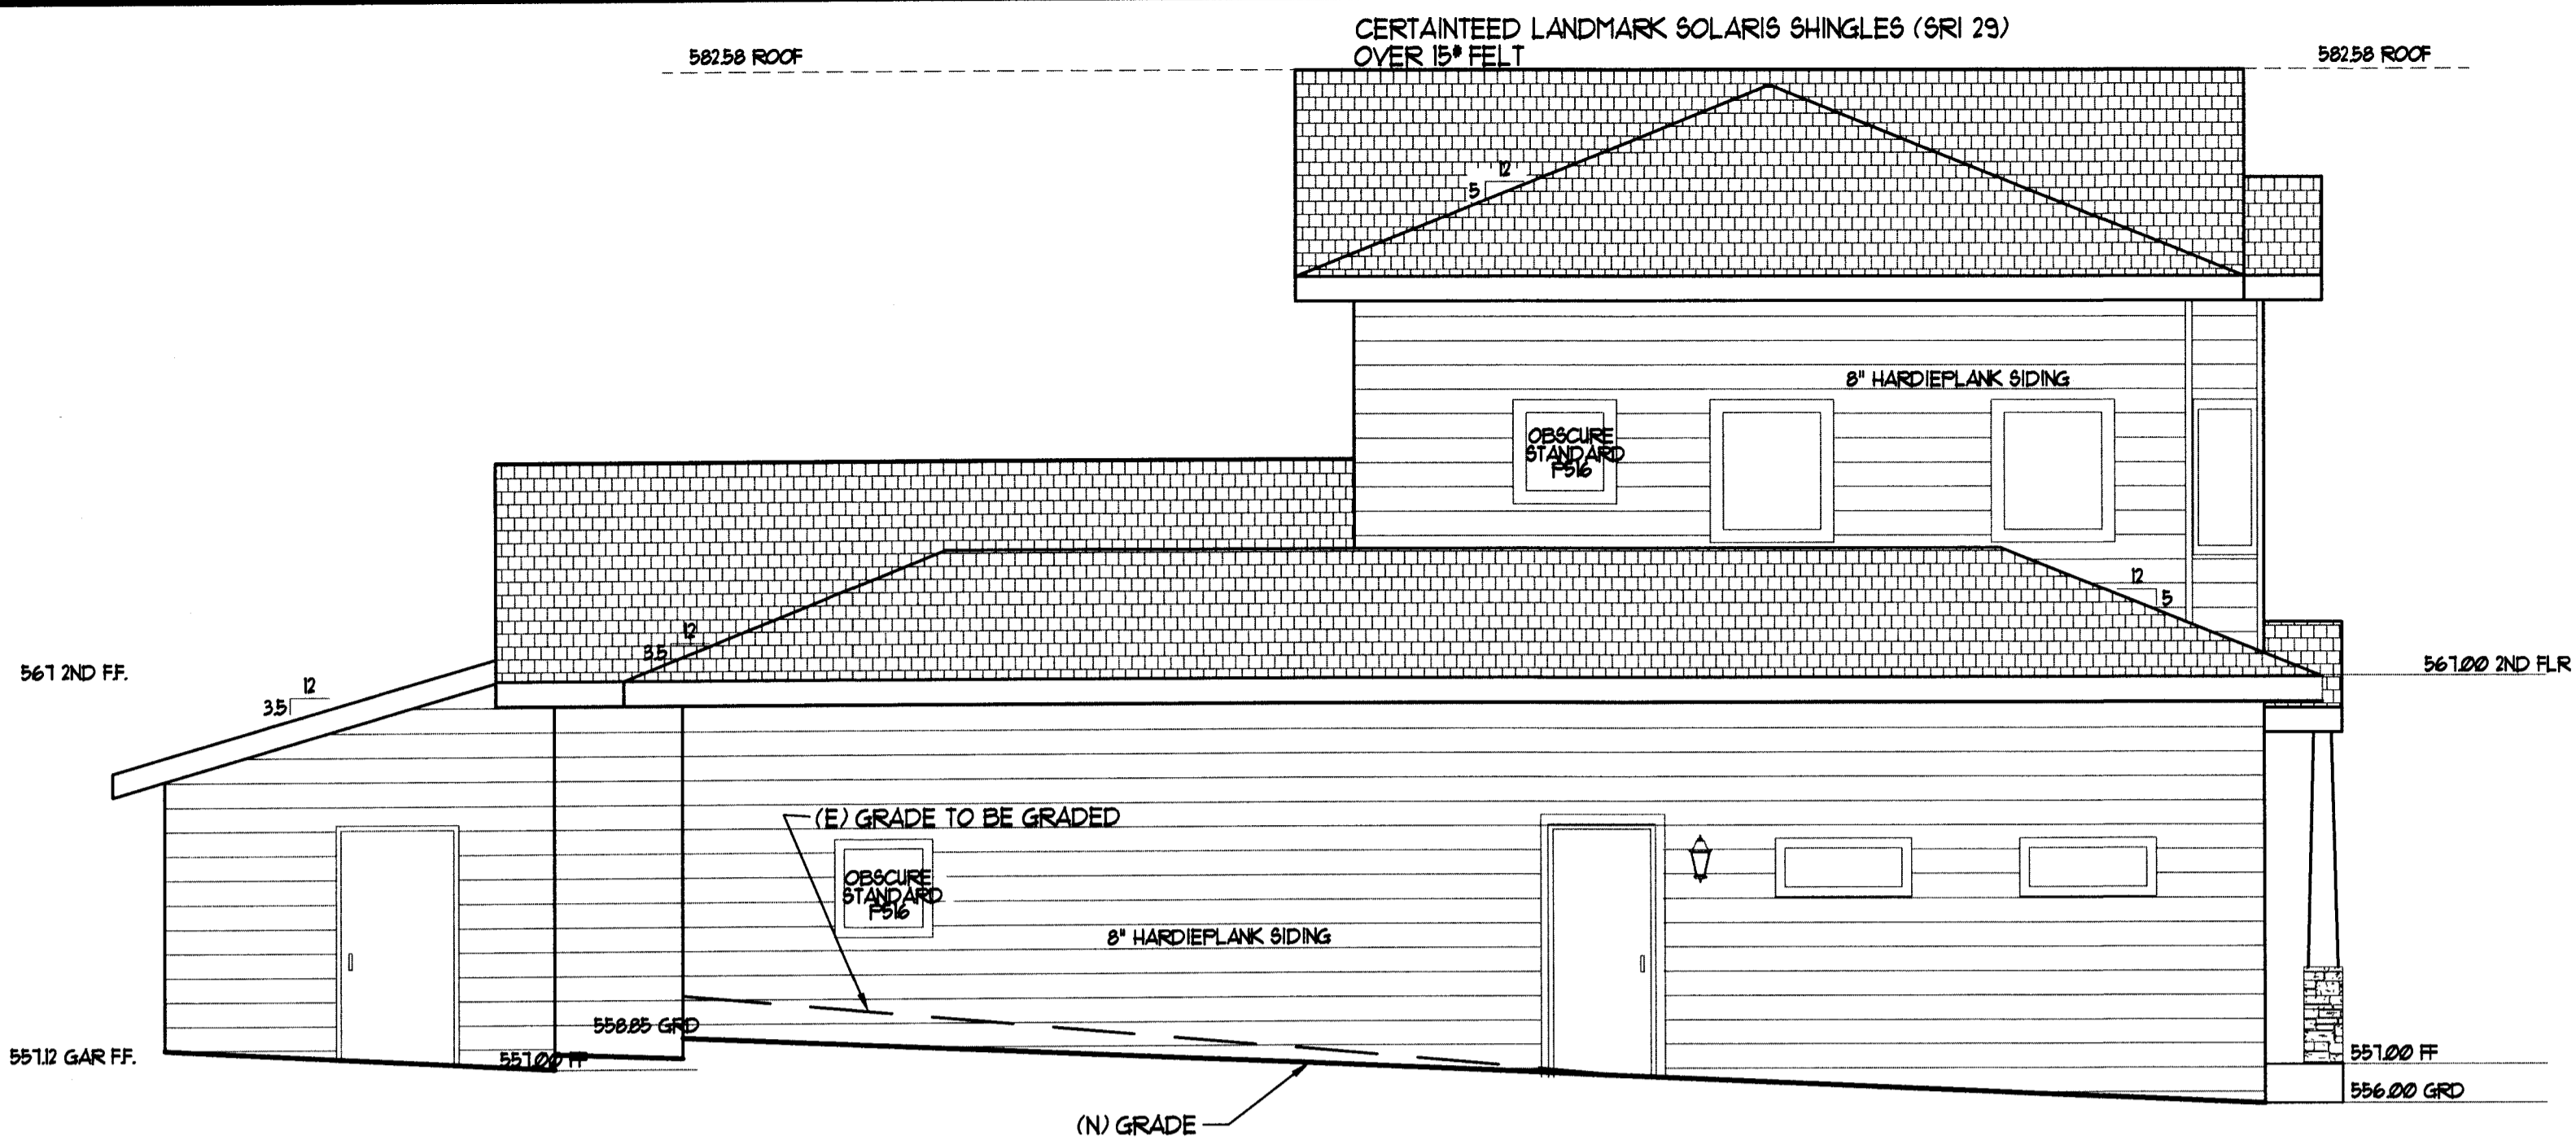 CERTAINTEED LANDMARK SOLARIS SHINGLES (SRI 29)
OVER 15# FELT
582.58 ROOF
582.58 ROOF
12
5
8" HARDIEPLANK SIDING
OBSCURE
STANDARD
P516
12
5
12
3.5
567 2ND F.F.
567.00 2ND FLR
12
3.5
(E) GRADE TO BE GRADED
OBSCURE
STANDARD
P516
8" HARDIEPLANK SIDING
558.85 GRD
557.12 GAR F.F.
557.00 FF
557.00 FF
556.00 GRD
(N) GRADE